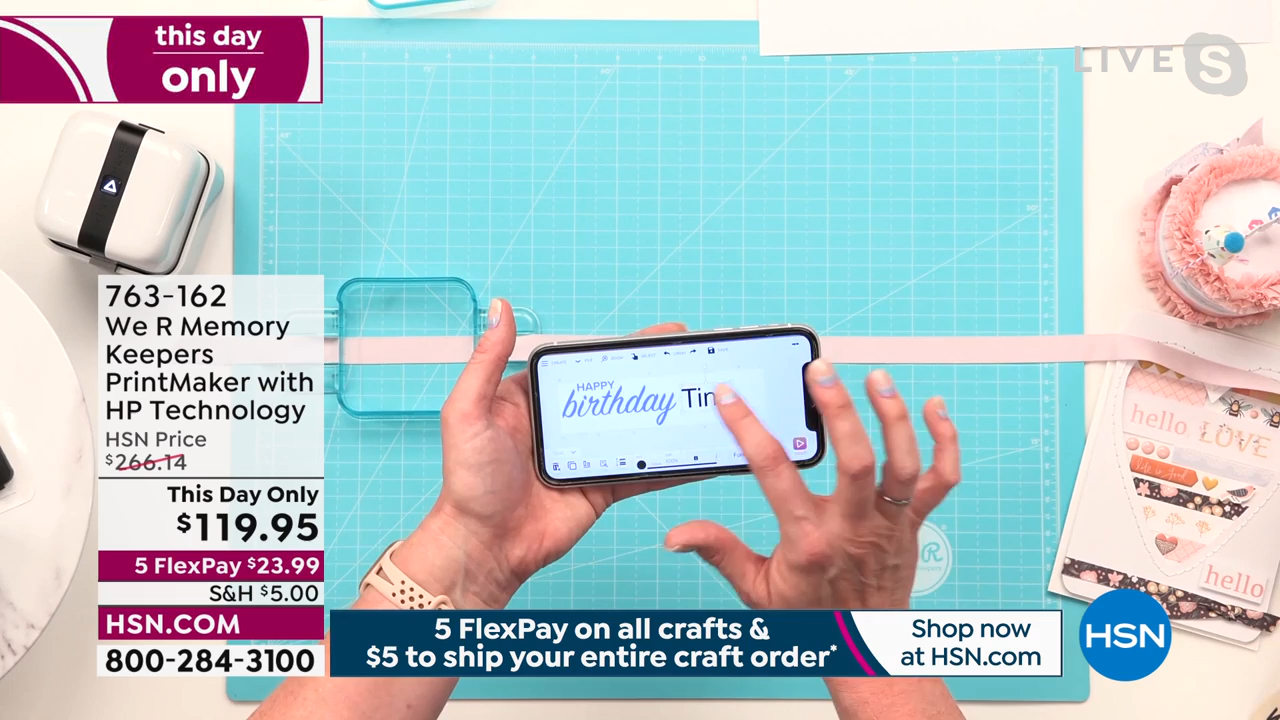 this day
only
LIVE S
763-162
We R Memory
Keepers
PrintMaker with
HP Technology
HSN Price
$266.14
This Day Only
$119.95
5 FlexPay $23.99
S&H $5.00
HSN.COM
800-284-3100
HAPPY
birthday Tin
hello
LOVE
hello
R
5 FlexPay on all crafts &
$5 to ship your entire craft order*
Shop now
at HSN.com
HSN